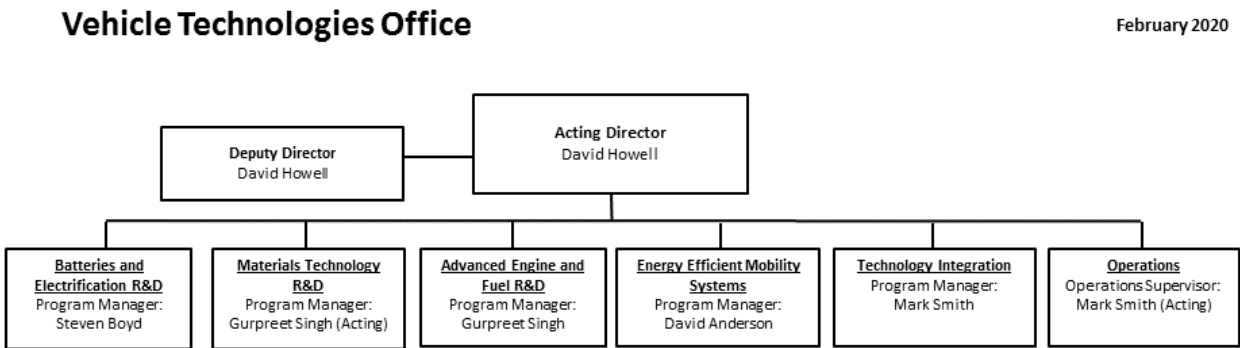 Vehicle Technologies Office
February 2020
Acting Director
David Howell
Deputy Director
David Howell
Batteries and
Electrification R&D
Program Manager:
Steven Boyd
Materials Technology
R&D
Program Manager:
Gurpreet Singh (Acting)
Advanced Engine and
Fuel R&D
Program Manager:
Gurpreet Singh
Energy Efficient Mobility
Systems
Program Manager:
David Anderson
Technology Integration
Program Manager:
Mark Smith
Operations
Operations Supervisor:
Mark Smith (Acting)